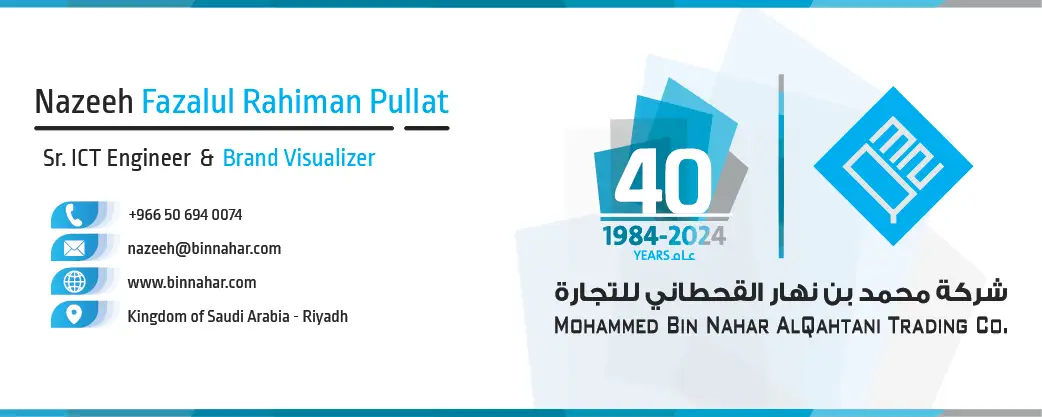 Nazeeh Fazalul Rahiman Pullat
Sr. ICT Engineer & Brand Visualizer
+966 50 694 0074
nazeeh@binnahar.com
www.binnahar.com
Kingdom of Saudi Arabia - Riyadh
40
1984-2024
YEARS عام
شركة محمد بن نهار القحطاني للتجارة
MOHAMMED BIN NAHAR ALQAHTANI TRADING CO.